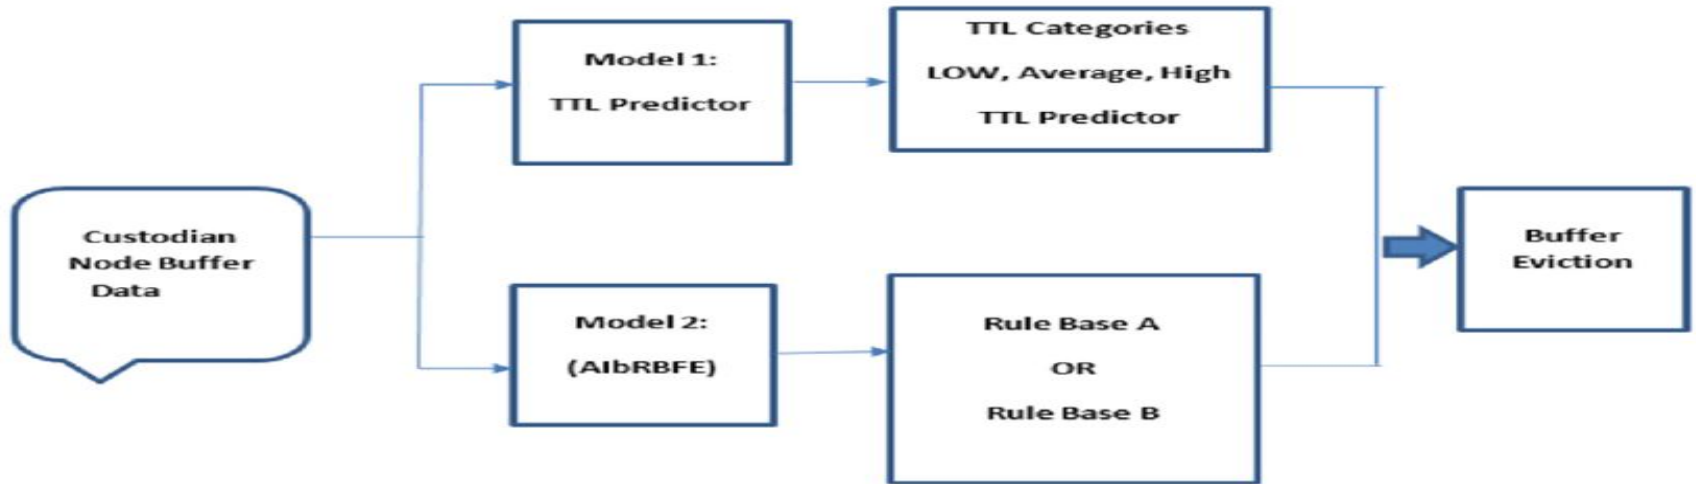 Custodian
Node Buffer
Data
Model 1:
TTL Predictor
TTL Categories
LOW, Average, High
TTL Predictor
Model 2:
(AIbRBFE)
Rule Base A
OR
Rule Base B
Buffer
Eviction